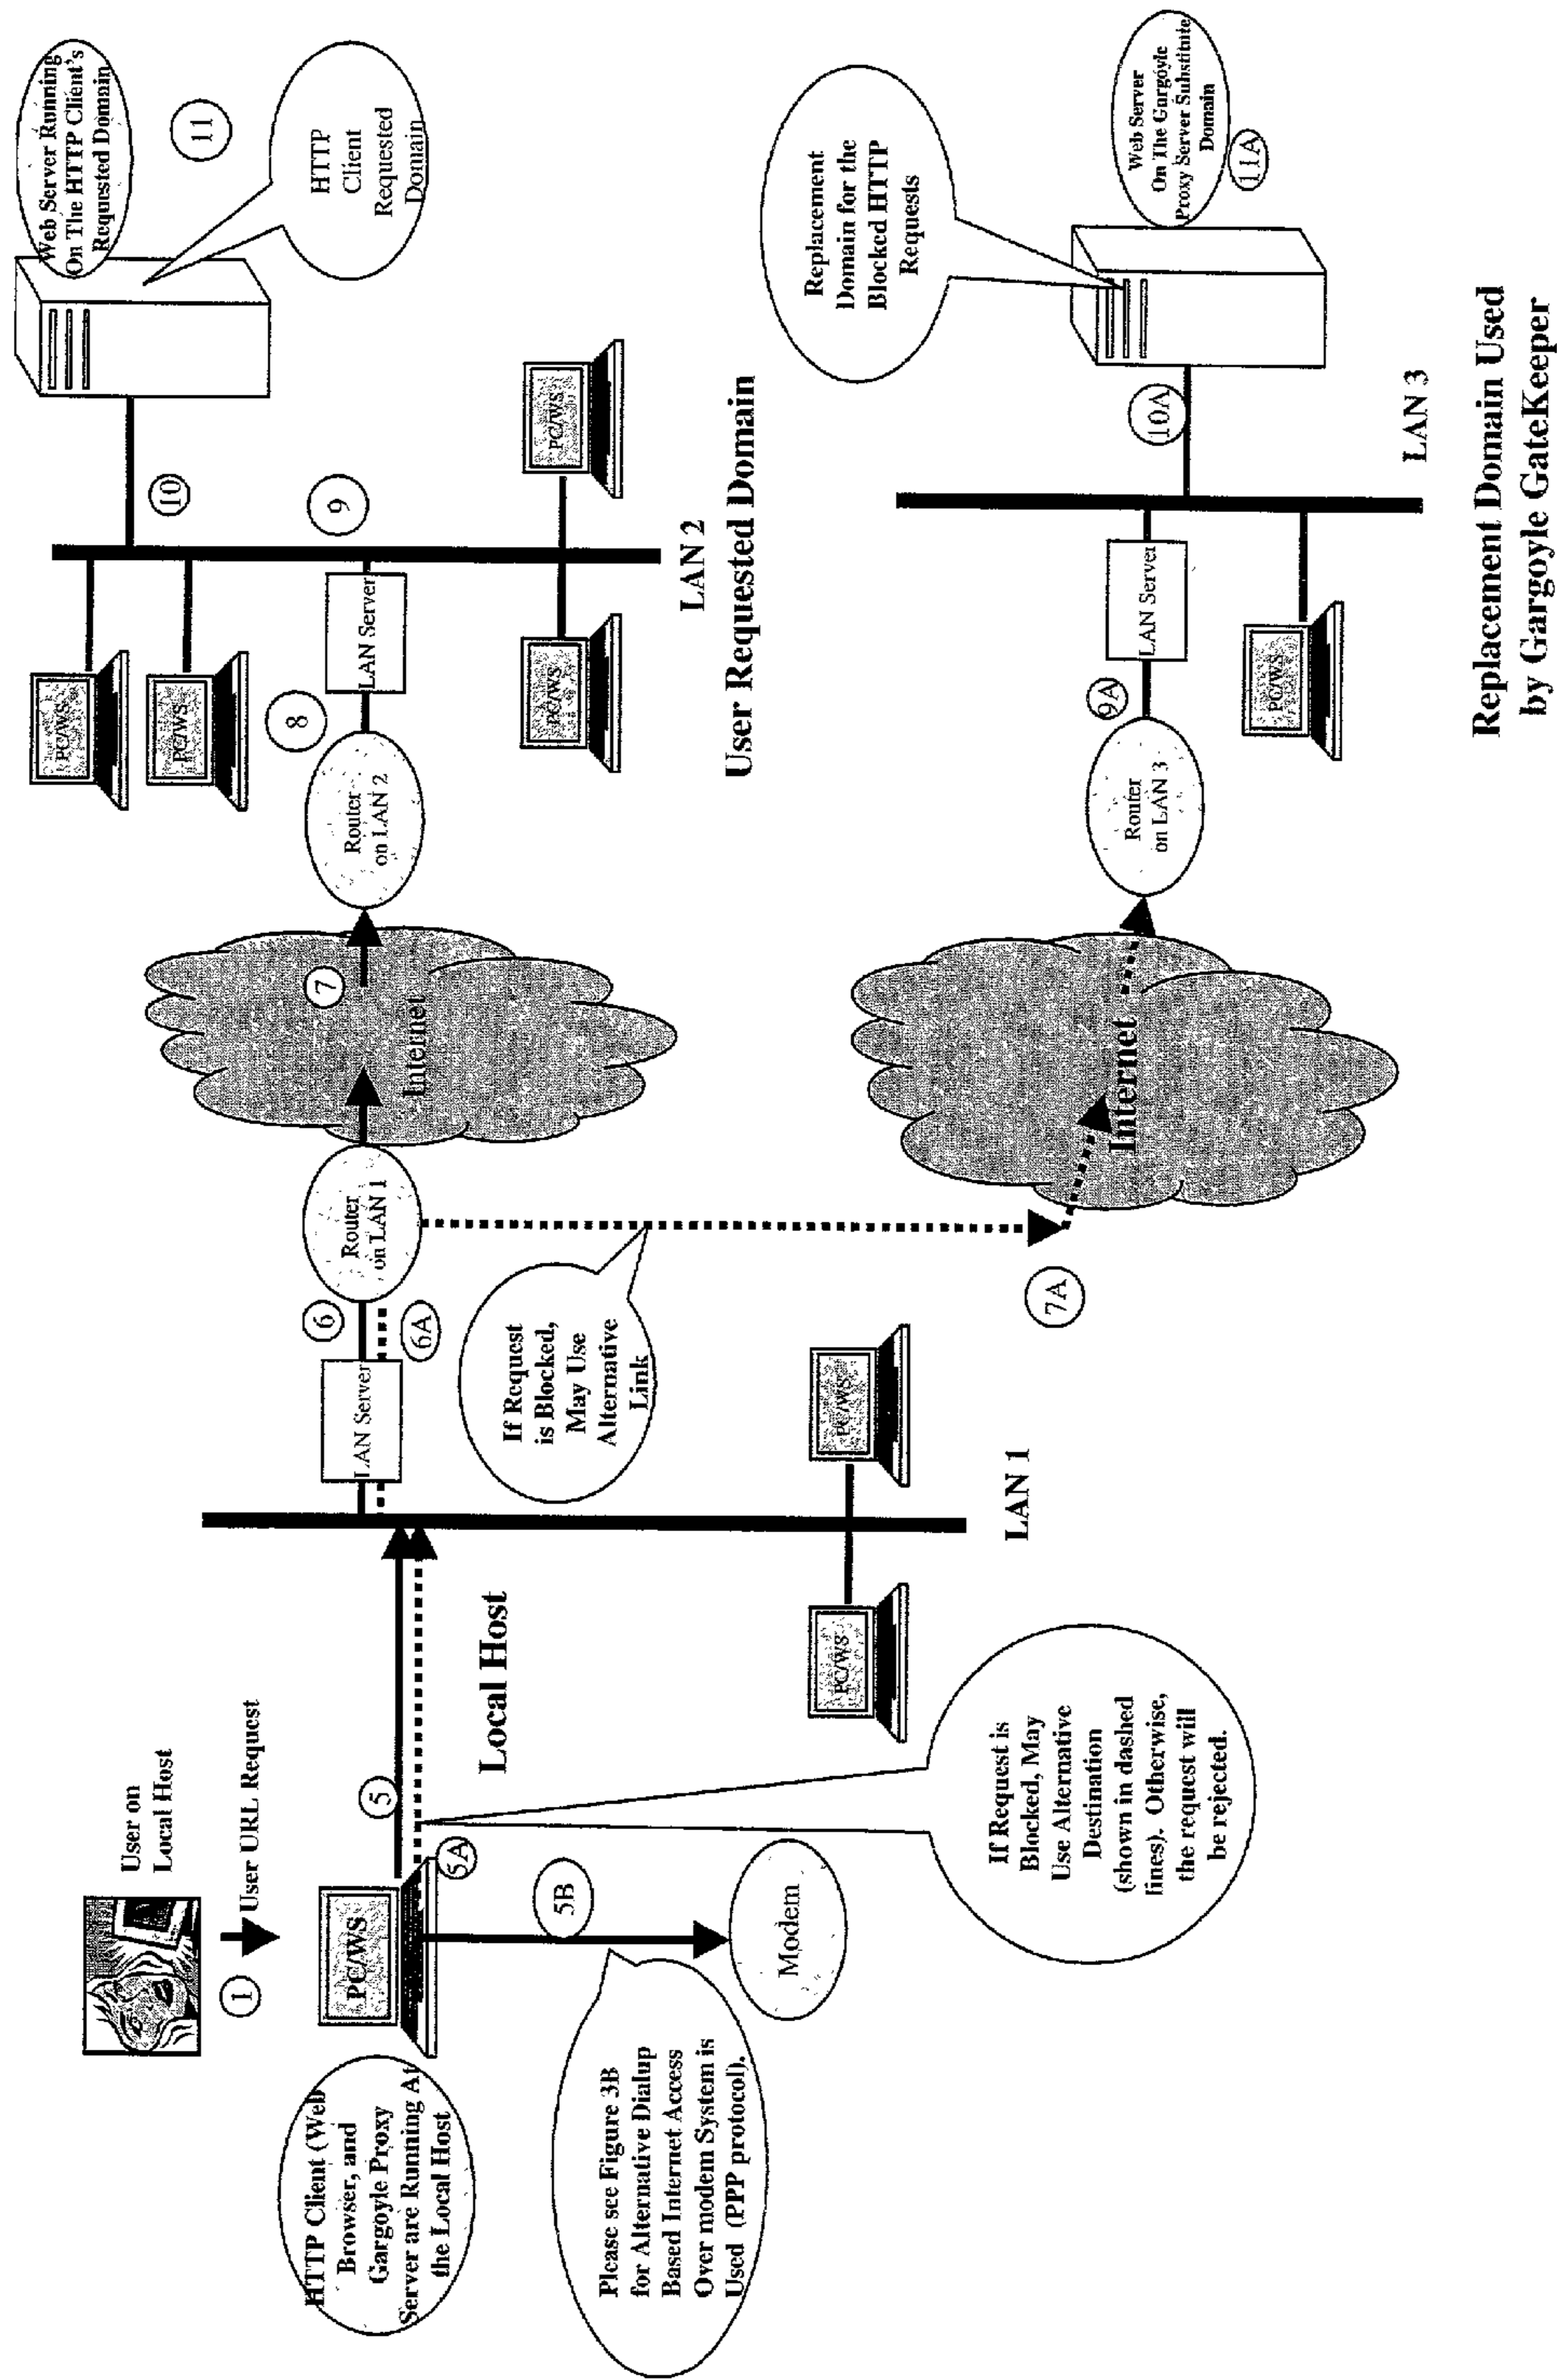 User on
Local Host
1
User URL Request
HTTP Client (Web
Browser, and
Gargoyle Proxy
Server are Running At
the Local Host
PC/WS
5
5A
5B
Please see Figure 3B
for Alternative Dialup
Based Internet Access
Over modem System is
Used (PPP protocol).
Modem
Local Host
If Request is
Blocked, May
Use Alternative
Destination
(shown in dashed
lines). Otherwise,
the request will
be rejected.
PC/WS
PC/WS
LAN 1
LAN Server
6
6A
Router
on LAN 1
If Request
is Blocked,
May Use
Alternative
Link
7A
7
Internet
Router
on LAN 2
8
LAN Server
9
10
PC/WS
PC/WS
PC/WS
PC/WS
LAN 2
User Requested Domain
Web Server Running
On The HTTP Client's
Requested Domain
11
HTTP
Client
Requested
Domain
Internet
Router
on LAN 3
9A
LAN Server
PC/WS
10A
LAN 3
Replacement
Domain for the
Blocked HTTP
Requests
Web Server
On The Gargoyle
Proxy Server Substitute
Domain
11A
Replacement Domain Used
by Gargoyle GateKeeper